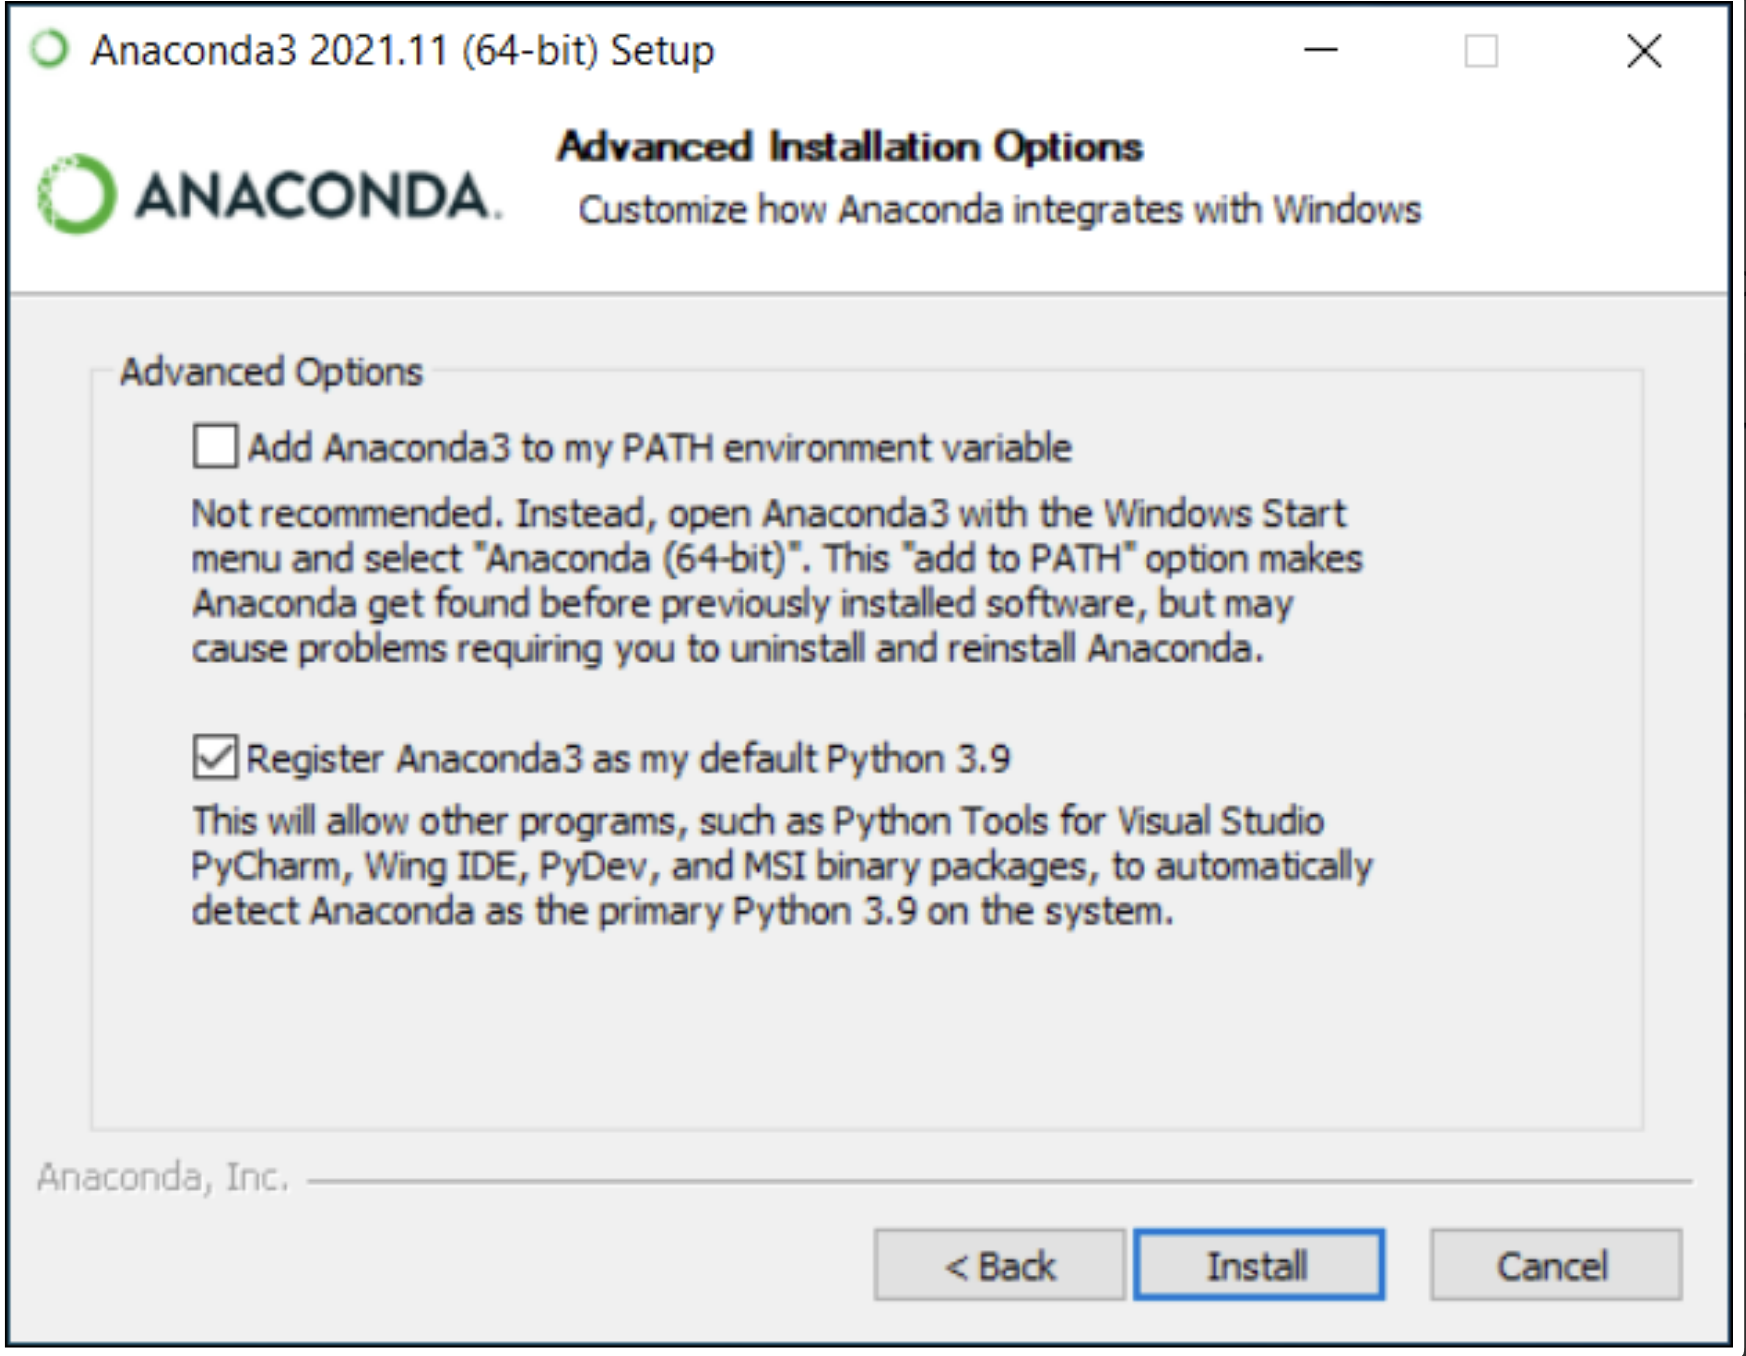 Anaconda3 2021.11 (64-bit) Setup
ANACONDA.
Advanced Installation Options
Customize how Anaconda integrates with Windows
Advanced Options
Add Anaconda3 to my PATH environment variable
Not recommended. Instead, open Anaconda3 with the Windows Start
menu and select "Anaconda (64-bit)". This "add to PATH" option makes
Anaconda get found before previously installed software, but may
cause problems requiring you to uninstall and reinstall Anaconda.
Register Anaconda3 as my default Python 3.9
This will allow other programs, such as Python Tools for Visual Studio
PyCharm, Wing IDE, PyDev, and MSI binary packages, to automatically
detect Anaconda as the primary Python 3.9 on the system.
Anaconda, Inc.
< Back
Install
Cancel